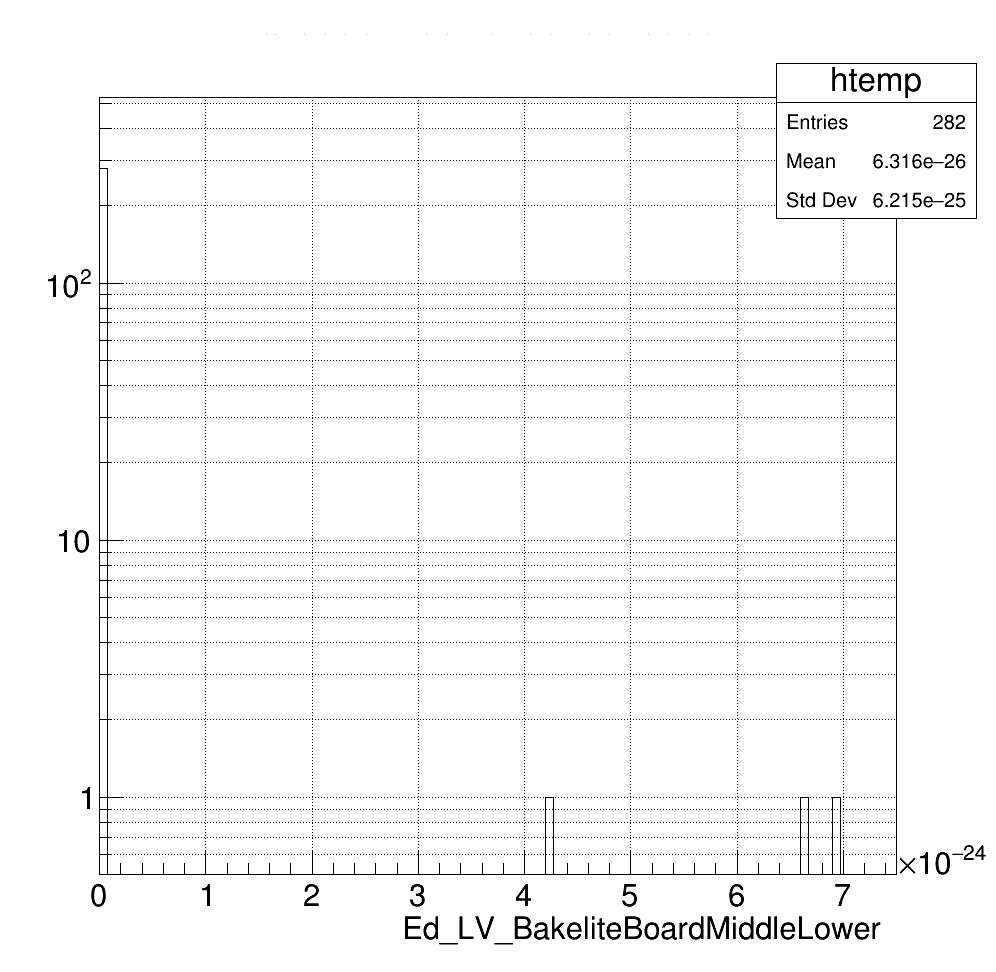 htemp
Entries 282
Mean 6.316e−26
Std Dev 6.215e−25
10²
10
1
0 1 2 3 4 5 6 7
×10⁻²⁴
Ed_LV_BakeliteBoardMiddleLower